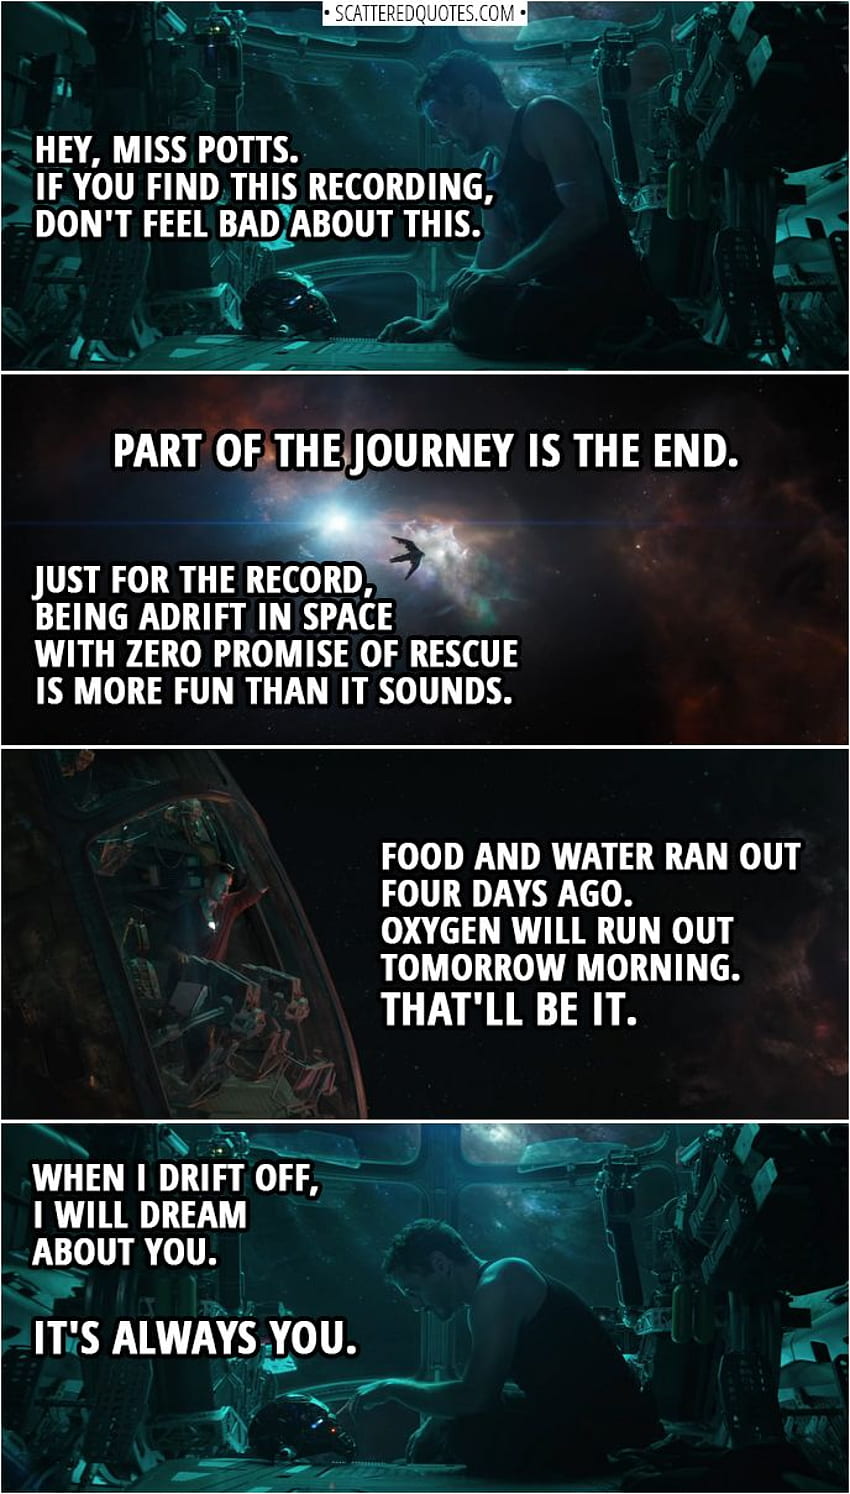 • SCATTEREDQUOTES.COM •
HEY, MISS POTTS.
IF YOU FIND THIS RECORDING,
DON'T FEEL BAD ABOUT THIS.
PART OF THE JOURNEY IS THE END.
JUST FOR THE RECORD,
BEING ADRIFT IN SPACE
WITH ZERO PROMISE OF RESCUE
IS MORE FUN THAN IT SOUNDS.
FOOD AND WATER RAN OUT
FOUR DAYS AGO.
OXYGEN WILL RUN OUT
TOMORROW MORNING.
THAT'LL BE IT.
WHEN I DRIFT OFF,
I WILL DREAM
ABOUT YOU.
IT'S ALWAYS YOU.